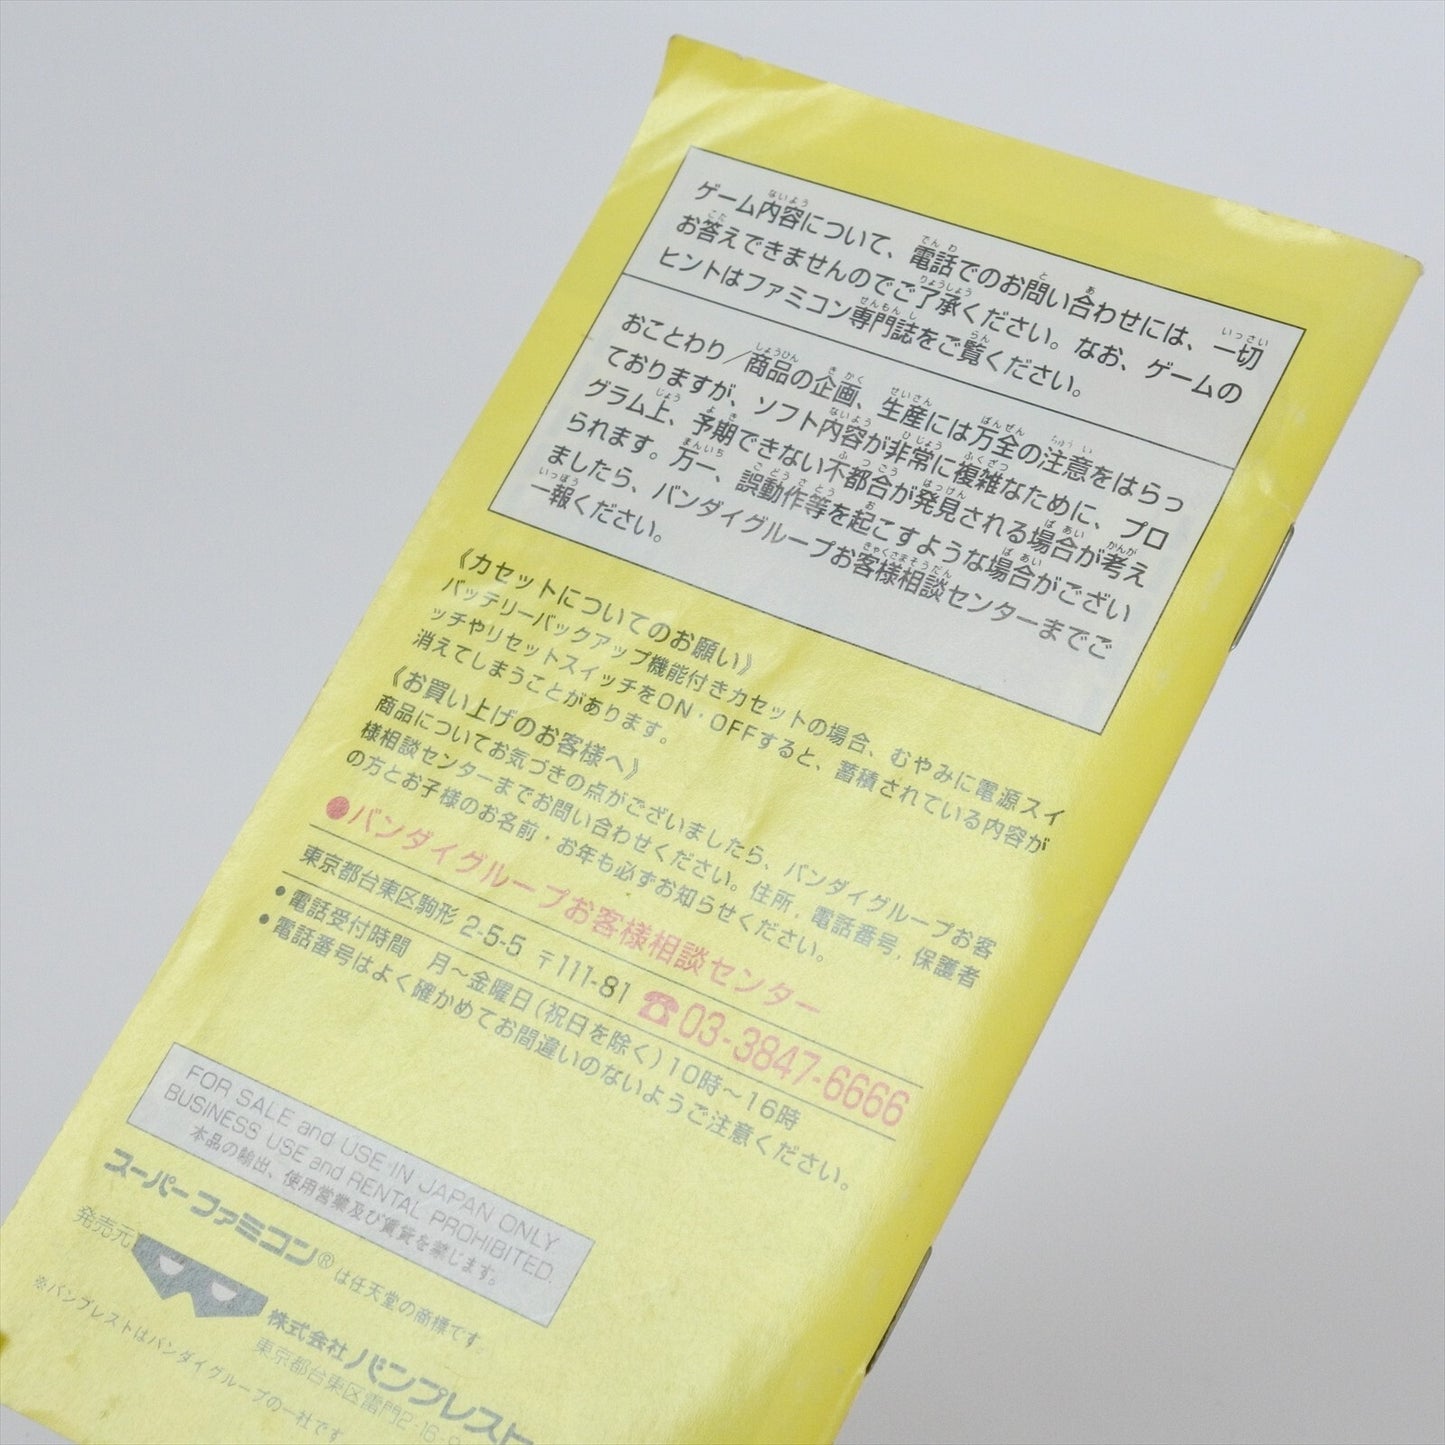 ゲーム内容について、電話でのお問い合わせには、一切
お答えできませんのでご了承ください。なお、ゲームの
ヒントはファミコン専門誌をご覧ください。
おことわり／商品の企画、生産には万全の注意をはらっ
ておりますが、ソフト内容が非常に複雑なために、プロ
グラム上、予期できない不都合が発見される場合が考え
られます。万一、誤動作等を起こすような場合がござい
ましたら、バンダイグループお客様相談センターまでご
一報ください。
《カセットについてのお願い》
バッテリーバックアップ機能付きカセットの場合、むやみに電源スイ
ッチやリセットスイッチをON・OFFすると、蓄積されている内容が
消えてしまうことがあります。
《お買い上げのお客様へ》
商品についてお気づきの点がございましたら、バンダイグループお客
様相談センターまでお問い合わせください。住所, 電話番号, 保護者
の方とお子様のお名前・お年も必ずお知らせください。
●バンダイグループお客様相談センター
東京都台東区駒形 2-5-5 〒111-81 ☎03-3847-6666
●電話受付時間 月〜金曜日(祝日を除く)10時〜16時
●電話番号はよく確かめてお間違いのないようご注意ください。
FOR SALE and USE IN JAPAN ONLY
BUSINESS USE and RENTAL PROHIBITED.
本品の輸出、使用営業及び賃貸を禁じます。
スーパーファミコン®は任天堂の商標です。
発売元
株式会社バンプレスト
東京都台東区雷門2-16-9
※バンプレストはバンダイグループの一社です